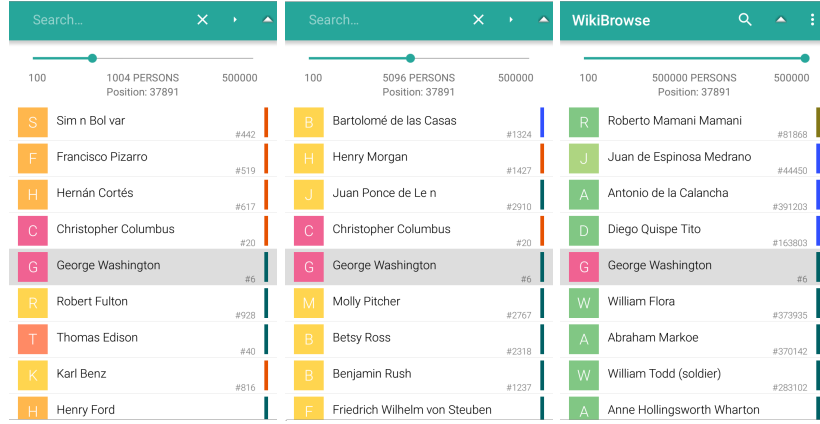 Search...
100 1004 PERSONS 500000
Position: 37891
S Sim n Bol var
#442
F Francisco Pizarro
#519
H Hernán Cortés
#617
C Christopher Columbus
#20
G George Washington
#6
R Robert Fulton
#928
T Thomas Edison
#40
K Karl Benz
#816
H Henry Ford
Search...
100 5096 PERSONS 500000
Position: 37891
B Bartolomé de las Casas
#1324
H Henry Morgan
#1427
J Juan Ponce de Le n
#2910
C Christopher Columbus
#20
G George Washington
#6
M Molly Pitcher
#2767
B Betsy Ross
#2318
B Benjamin Rush
#1237
F Friedrich Wilhelm von Steuben
WikiBrowse
100 500000 PERSONS 500000
Position: 37891
R Roberto Mamani Mamani
#81868
J Juan de Espinosa Medrano
#44450
A Antonio de la Calancha
#391203
D Diego Quispe Tito
#163803
G George Washington
#6
W William Flora
#373935
A Abraham Markoe
#370142
W William Todd (soldier)
#283102
A Anne Hollingsworth Wharton